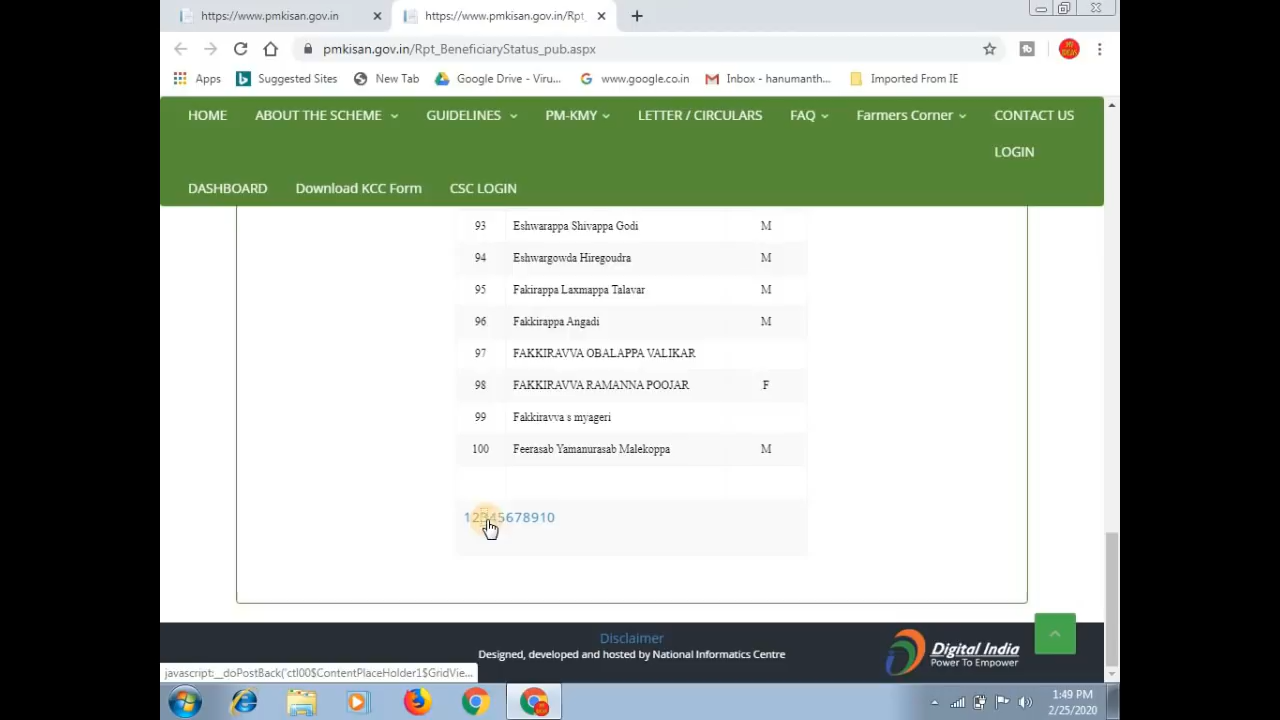 https://www.pmkisan.gov.in
https://www.pmkisan.gov.in/Rpt_
pmkisan.gov.in/Rpt_BeneficiaryStatus_pub.aspx
Apps
Suggested Sites
New Tab
Google Drive - Viru...
www.google.co.in
Inbox - hanumanth...
Imported From IE
HOME
ABOUT THE SCHEME
GUIDELINES
PM-KMY
LETTER / CIRCULARS
FAQ
Farmers Corner
CONTACT US
LOGIN
DASHBOARD
Download KCC Form
CSC LOGIN
93 Eshwarappa Shivappa Godi M
94 Eshwargowda Hiregoudra M
95 Fakirappa Laxmappa Talavar M
96 Fakkirappa Angadi M
97 FAKKIRAVVA OBALAPPA VALIKAR
98 FAKKIRAVVA RAMANNA POOJAR F
99 Fakkiravva s myageri
100 Feerasab Yamanurasab Malekoppa M
12345678910
Disclaimer
Designed, developed and hosted by National Informatics Centre
Digital India
Power To Empower
javascript:__doPostBack('ctl00$ContentPlaceHolder1$GridVie...
1:49 PM
2/25/2020